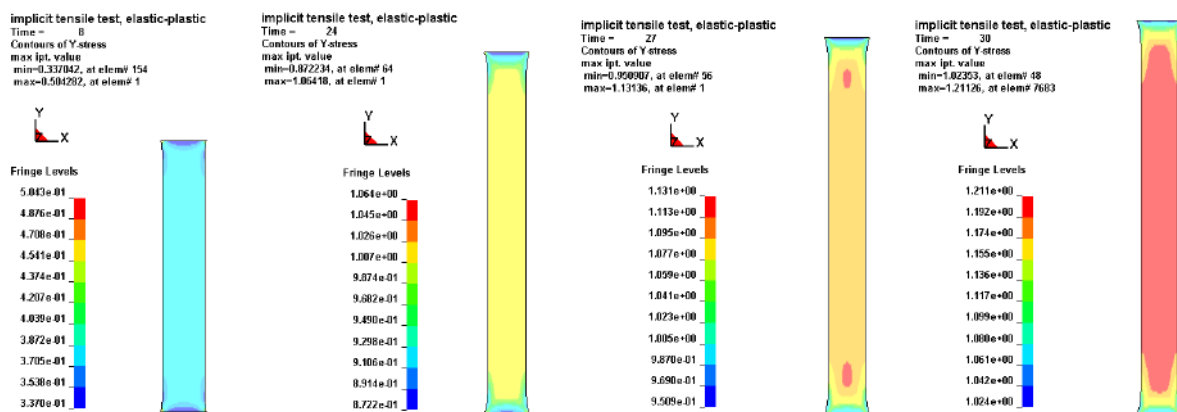 implicit tensile test, elastic-plastic
Time = 8
Contours of Y-stress
max ipt. value
min=0.337042, at elem# 154
max=0.504282, at elem# 1
Y
Z X
Fringe Levels
5.043e-01
4.876e-01
4.708e-01
4.541e-01
4.374e-01
4.207e-01
4.039e-01
3.872e-01
3.705e-01
3.538e-01
3.370e-01
implicit tensile test, elastic-plastic
Time = 24
Contours of Y-stress
max ipt. value
min=0.872234, at elem# 64
max=1.06418, at elem# 1
Y
Z X
Fringe Levels
1.064e+00
1.045e+00
1.026e+00
1.007e+00
9.874e-01
9.682e-01
9.490e-01
9.298e-01
9.106e-01
8.914e-01
8.722e-01
implicit tensile test, elastic-plastic
Time = 27
Contours of Y-stress
max ipt. value
min=0.950907, at elem# 56
max=1.13136, at elem# 1
Y
Z X
Fringe Levels
1.131e+00
1.113e+00
1.095e+00
1.077e+00
1.059e+00
1.041e+00
1.023e+00
1.005e+00
9.870e-01
9.690e-01
9.509e-01
implicit tensile test, elastic-plastic
Time = 30
Contours of Y-stress
max ipt. value
min=1.02353, at elem# 48
max=1.21126, at elem# 7683
Y
Z X
Fringe Levels
1.211e+00
1.192e+00
1.174e+00
1.155e+00
1.136e+00
1.117e+00
1.099e+00
1.080e+00
1.061e+00
1.042e+00
1.024e+00